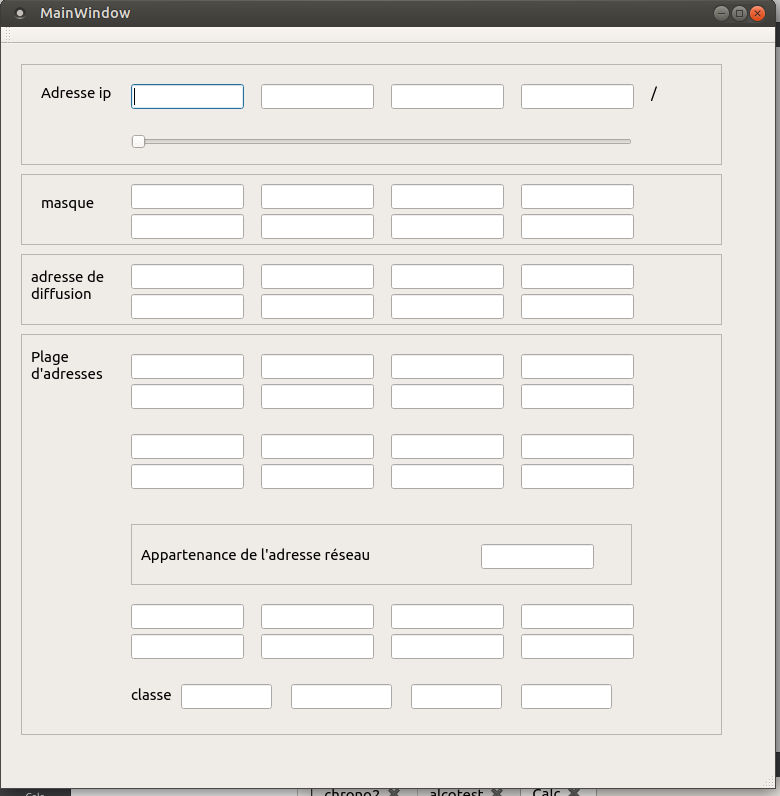 MainWindow
Adresse ip
/
masque
adresse de
diffusion
Plage
d'adresses
Appartenance de l'adresse réseau
classe
chrono2
alcotest
Calc